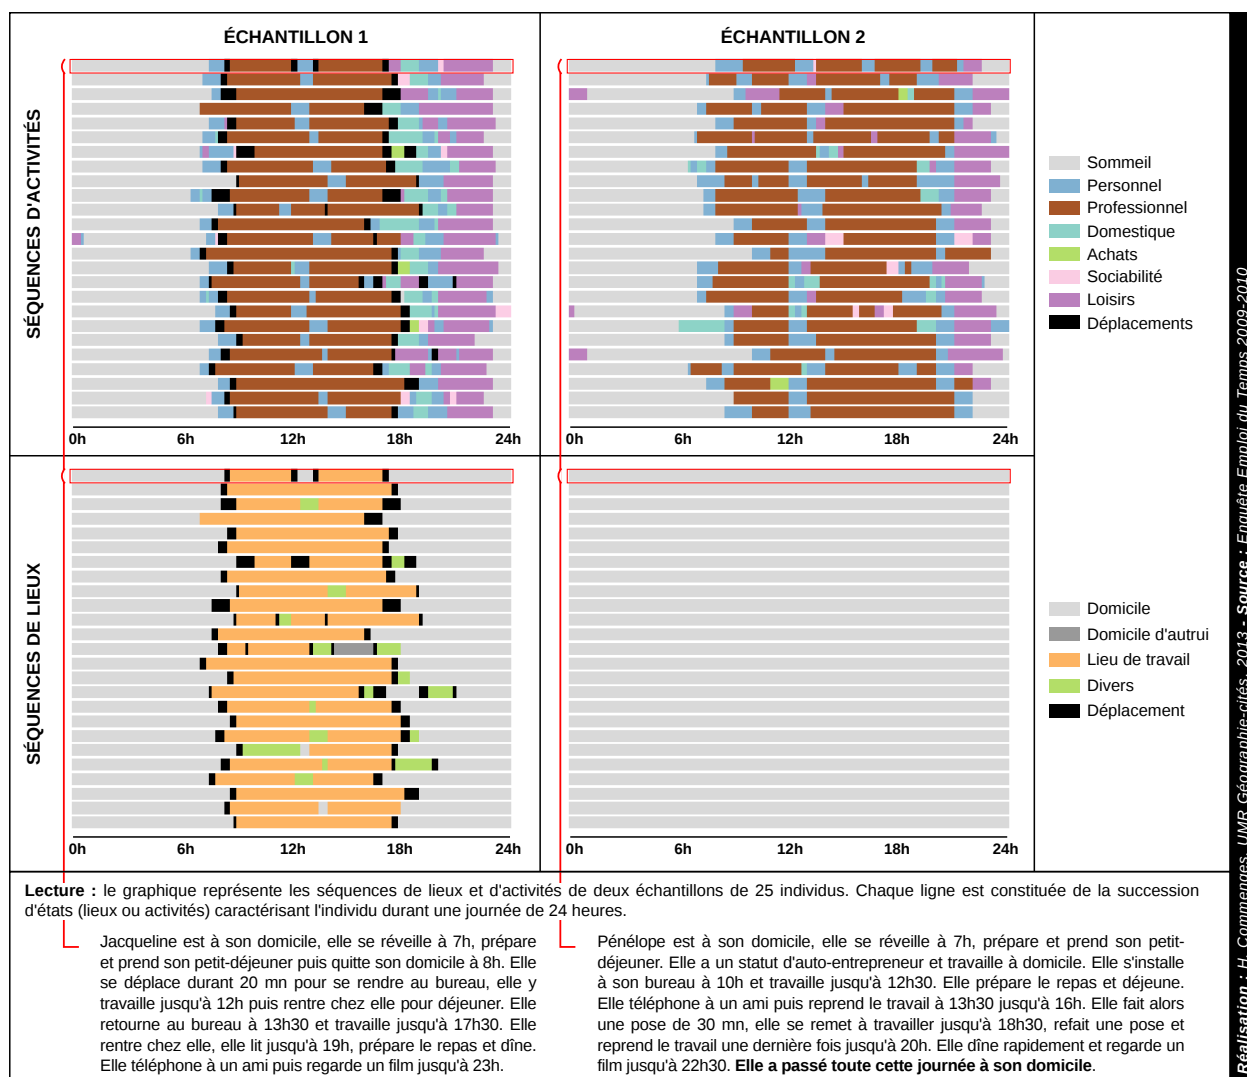 ÉCHANTILLON 1
ÉCHANTILLON 2
SÉQUENCES D'ACTIVITÉS
Sommeil
Personnel
Professionnel
Domestique
Achats
Sociabilité
Loisirs
Déplacements
0h 6h 12h 18h 24h
0h 6h 12h 18h 24h
SÉQUENCES DE LIEUX
Domicile
Domicile d'autrui
Lieu de travail
Divers
Déplacement
0h 6h 12h 18h 24h
0h 6h 12h 18h 24h
Lecture : le graphique représente les séquences de lieux et d'activités de deux échantillons de 25 individus. Chaque ligne est constituée de la succession
d'états (lieux ou activités) caractérisant l'individu durant une journée de 24 heures.
Jacqueline est à son domicile, elle se réveille à 7h, prépare
et prend son petit-déjeuner puis quitte son domicile à 8h. Elle
se déplace durant 20 mn pour se rendre au bureau, elle y
travaille jusqu'à 12h puis rentre chez elle pour déjeuner. Elle
retourne au bureau à 13h30 et travaille jusqu'à 17h30. Elle
rentre chez elle, elle lit jusqu'à 19h, prépare le repas et dîne.
Elle téléphone à un ami puis regarde un film jusqu'à 23h.
Pénélope est à son domicile, elle se réveille à 7h, prépare et prend son petit-
déjeuner. Elle a un statut d'auto-entrepreneur et travaille à domicile. Elle s'installe
à son bureau à 10h et travaille jusqu'à 12h30. Elle prépare le repas et déjeune.
Elle téléphone à un ami puis reprend le travail à 13h30 jusqu'à 16h. Elle fait alors
une pose de 30 mn, elle se remet à travailler jusqu'à 18h30, refait une pose et
reprend le travail une dernière fois jusqu'à 20h. Elle dîne rapidement et regarde un
film jusqu'à 22h30. Elle a passé toute cette journée à son domicile.
Réalisation : H. Commenges, UMR Géographie-cités, 2013 - Source : Enquête Emploi du Temps 2009-2010